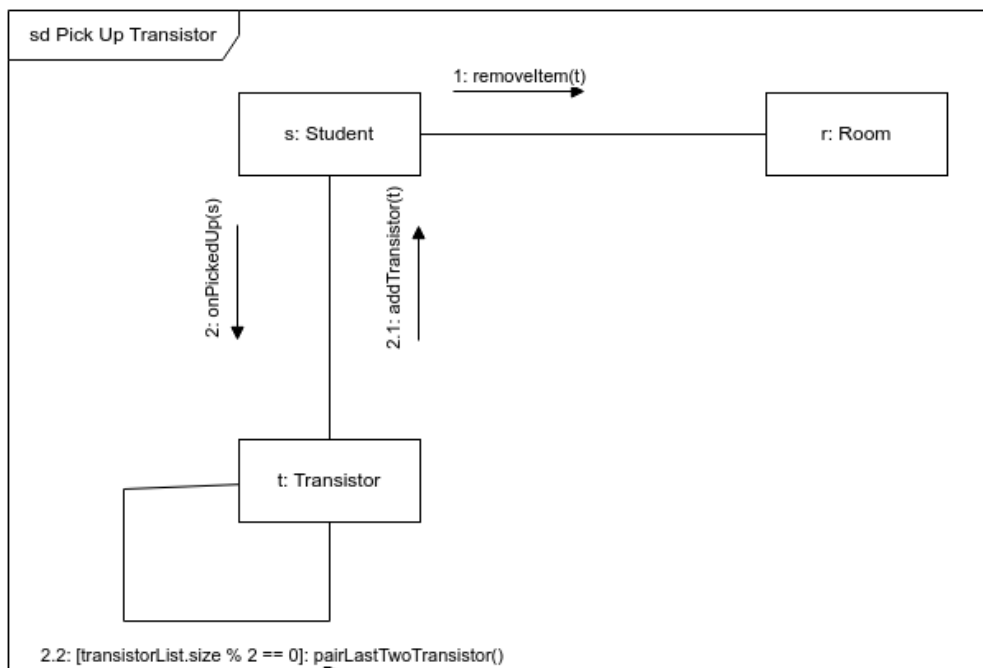 sd Pick Up Transistor
1: removeItem(t)
s: Student
r: Room
2: onPickedUp(s)
2.1: addTransistor(t)
t: Transistor
2.2: [transistorList.size % 2 == 0]: pairLastTwoTransistor()